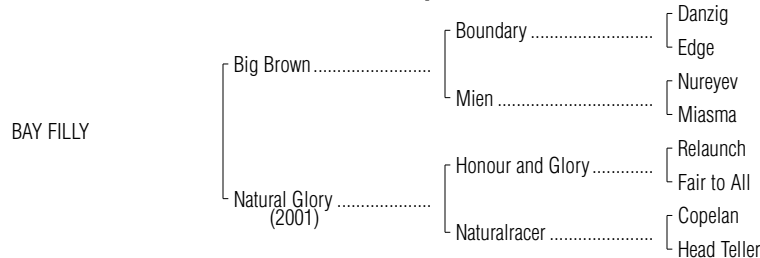 Danzig
Boundary ............................
Edge
Big Brown ...........................
Nureyev
Mien ....................................
Miasma
BAY FILLY
Relaunch
Honour and Glory ..............
Fair to All
Natural Glory ......................
(2001)
Copelan
Naturalracer ........................
Head Teller